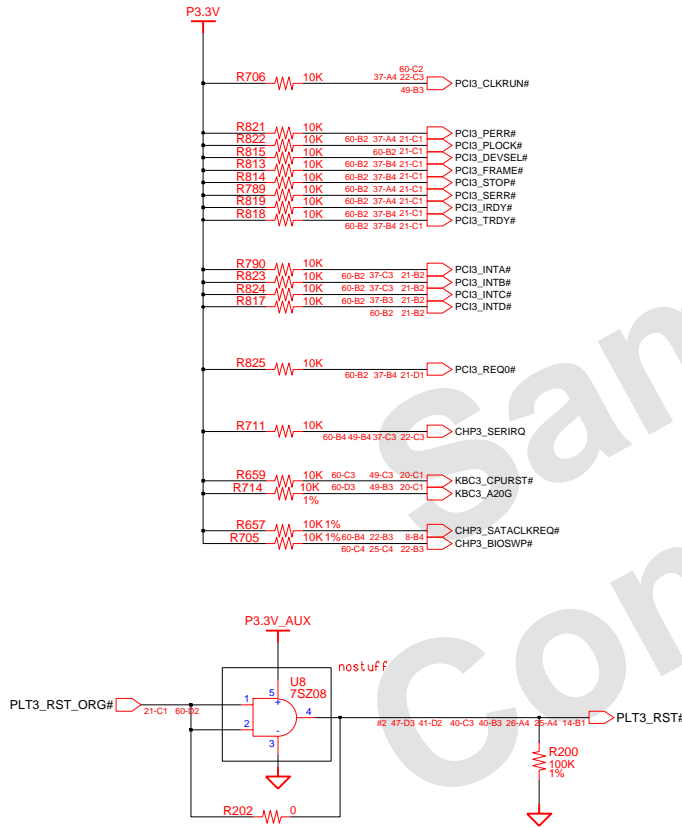 P3.3V
60-C2
R706 10K 37-A4 22-C3 PCI3_CLKRUN#
49-B3
R821 10K PCI3_PERR#
60-B2 37-A4 21-C1
R822 10K PCI3_PLOCK#
60-B2 21-C1
R815 10K PCI3_DEVSEL#
60-B2 37-B4 21-C1
R813 10K PCI3_FRAME#
60-B2 37-B4 21-C1
R814 10K PCI3_STOP#
60-B2 37-A4 21-C1
R789 10K PCI3_SERR#
60-B2 37-A4 21-C1
R819 10K PCI3_IRDY#
60-B2 37-B4 21-C1
R818 10K PCI3_TRDY#
60-B2 37-B4 21-C1
R790 10K PCI3_INTA#
60-B2 37-C3 21-B2
R823 10K PCI3_INTB#
60-B2 37-C3 21-B2
R824 10K PCI3_INTC#
60-B2 37-B3 21-B2
R817 10K PCI3_INTD#
60-B2 21-B2
R825 10K PCI3_REQ0#
60-B2 37-B4 21-D1
R711 10K CHP3_SERIRQ
60-B4 49-B4 37-C3 22-C3
R659 10K 60-C3 49-C3 20-C1 KBC3_CPURST#
R714 10K 60-D3 49-B3 20-C1 KBC3_A20G
1%
R657 10K 1% CHP3_SATACLKREQ#
60-B4 22-B3 8-B4
R705 10K 1% CHP3_BIOSWP#
60-C4 25-C4 22-B3
P3.3V_AUX
nostuff
U8
7SZ08
5
+
PLT3_RST_ORG# 21-C1 60-D2 1
2
4
-
3
#2 47-D3 41-D2 40-C3 40-B3 26-A4 25-A4 14-B1 PLT3_RST#
R200
100K
1%
R202 0
Sam
Con